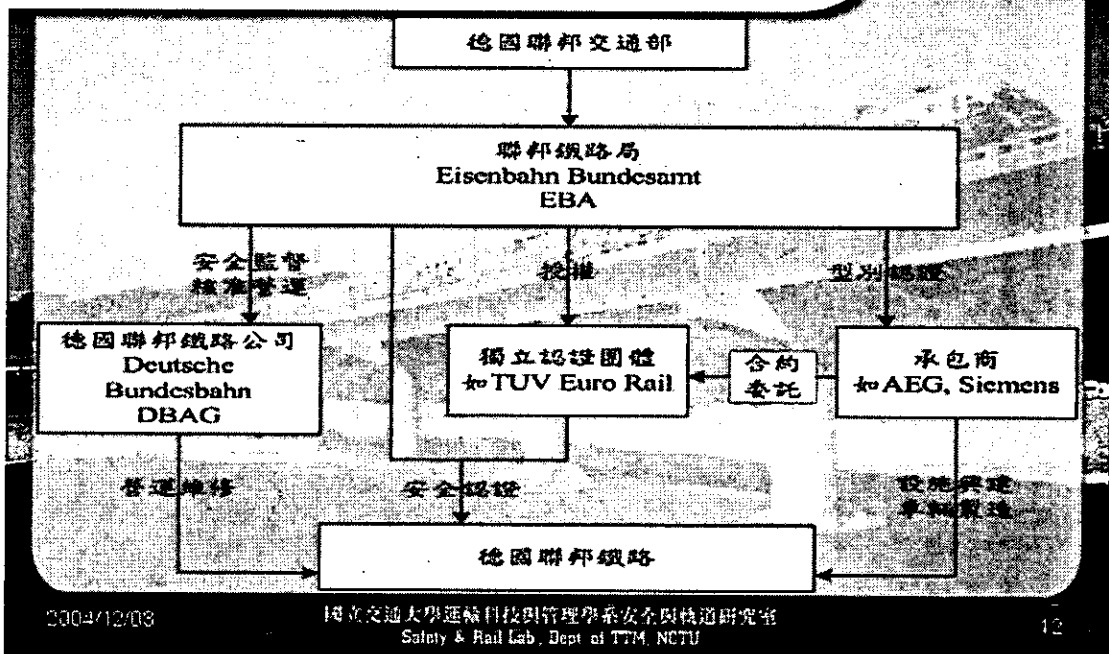 德國聯邦交通部
聯邦鐵路局
Eisenbahn Bundesamt
EBA
安全監督
核准營運
授權
型別認證
德國聯邦鐵路公司
Deutsche
Bundesbahn
DBAG
獨立認證團體
如 TUV Euro Rail
合約
委託
承包商
如 AEG, Siemens
營運維修
安全認證
設施興建
車輛製造
德國聯邦鐵路
2004/12/03
國立交通大學運輸科技與管理學系安全與軌道研究室
Safety & Rail Lab, Dept of TTM, NCTU
12